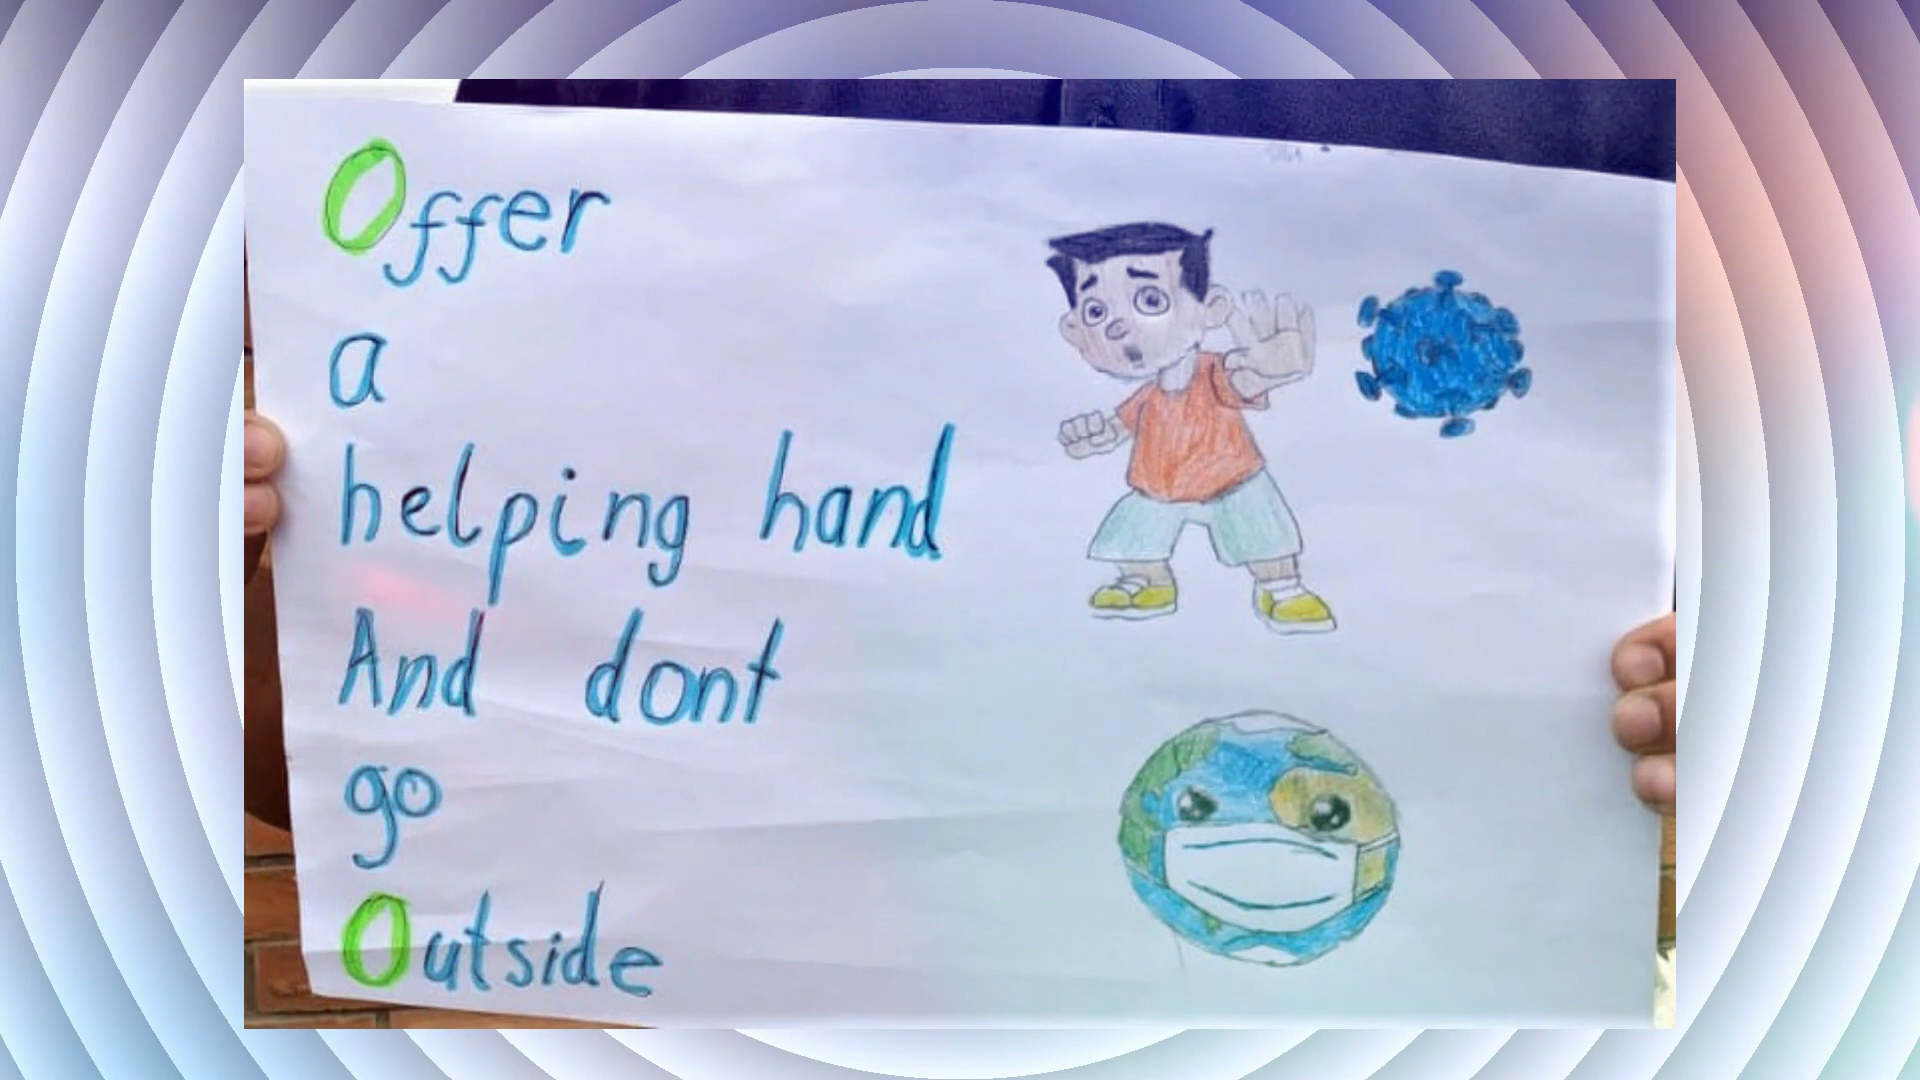 Offer
a
helping hand
And dont
go
Outside